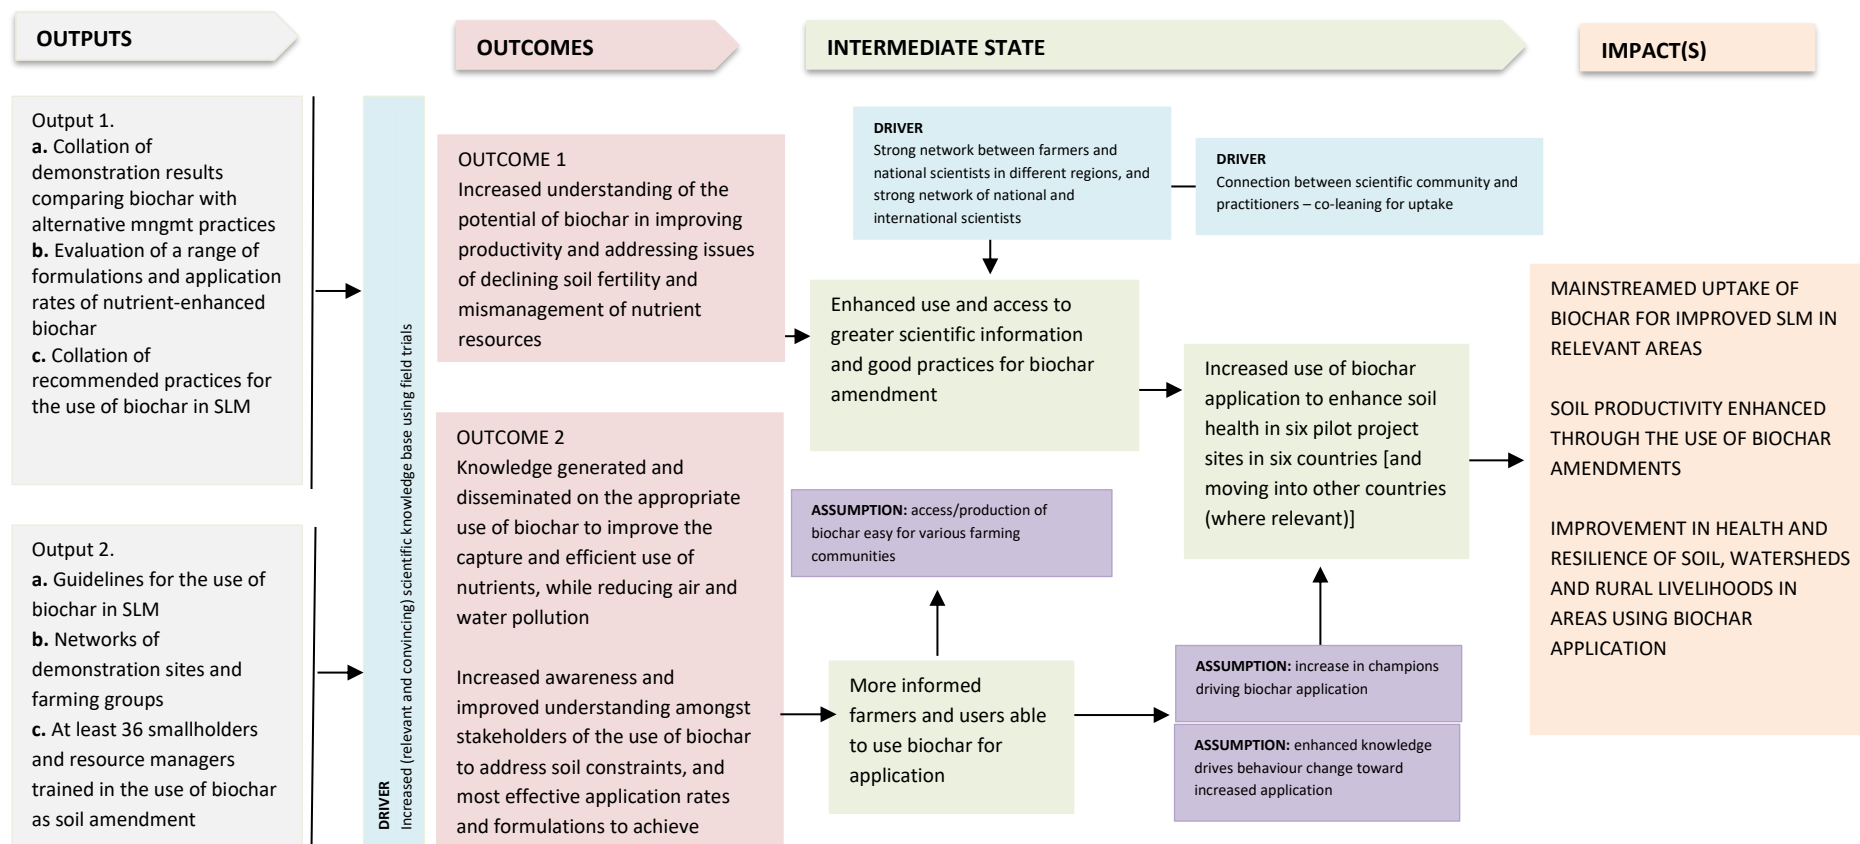 OUTPUTS
OUTCOMES
INTERMEDIATE STATE
IMPACT(S)
Output 1.
a. Collation of
demonstration results
comparing biochar with
alternative mngmt practices
b. Evaluation of a range of
formulations and application
rates of nutrient-enhanced
biochar
c. Collation of
recommended practices for
the use of biochar in SLM
Output 2.
a. Guidelines for the use of
biochar in SLM
b. Networks of
demonstration sites and
farming groups
c. At least 36 smallholders
and resource managers
trained in the use of biochar
as soil amendment
DRIVER
Increased (relevant and convincing) scientific knowledge base using field trials
OUTCOME 1
Increased understanding of the
potential of biochar in improving
productivity and addressing issues
of declining soil fertility and
mismanagement of nutrient
resources
OUTCOME 2
Knowledge generated and
disseminated on the appropriate
use of biochar to improve the
capture and efficient use of
nutrients, while reducing air and
water pollution
Increased awareness and
improved understanding amongst
stakeholders of the use of biochar
to address soil constraints, and
most effective application rates
and formulations to achieve
DRIVER
Strong network between farmers and
national scientists in different regions, and
strong network of national and
international scientists
DRIVER
Connection between scientific community and
practitioners – co-leaning for uptake
Enhanced use and access to
greater scientific information
and good practices for biochar
amendment
ASSUMPTION: access/production of
biochar easy for various farming
communities
More informed
farmers and users able
to use biochar for
application
Increased use of biochar
application to enhance soil
health in six pilot project
sites in six countries [and
moving into other countries
(where relevant)]
ASSUMPTION: increase in champions
driving biochar application
ASSUMPTION: enhanced knowledge
drives behaviour change toward
increased application
MAINSTREAMED UPTAKE OF
BIOCHAR FOR IMPROVED SLM IN
RELEVANT AREAS
SOIL PRODUCTIVITY ENHANCED
THROUGH THE USE OF BIOCHAR
AMENDMENTS
IMPROVEMENT IN HEALTH AND
RESILIENCE OF SOIL, WATERSHEDS
AND RURAL LIVELIHOODS IN
AREAS USING BIOCHAR
APPLICATION